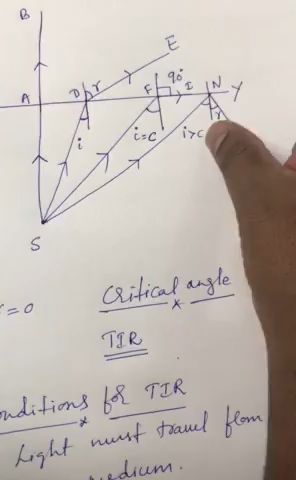 B
E
A D r F 90° I N Y
i i=c i>c r
S
r=0 Critical angle
TIR
onditions for TIR
Light must travel from
medium.